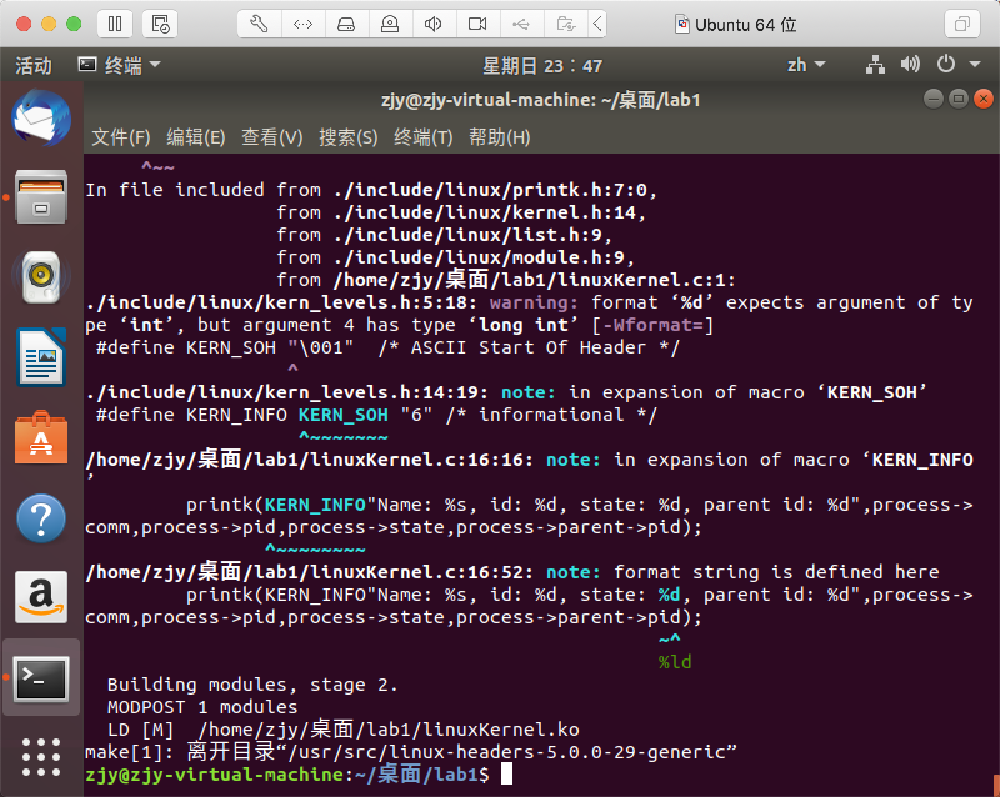 Ubuntu 64 位
活动
终端
星期日 23：47
zh
zjy@zjy-virtual-machine: ~/桌面/lab1
文件(F) 编辑(E) 查看(V) 搜索(S) 终端(T) 帮助(H)
^~~
In file included from ./include/linux/printk.h:7:0,
from ./include/linux/kernel.h:14,
from ./include/linux/list.h:9,
from ./include/linux/module.h:9,
from /home/zjy/桌面/lab1/linuxKernel.c:1:
./include/linux/kern_levels.h:5:18: warning: format ‘%d’ expects argument of ty
pe ‘int’, but argument 4 has type ‘long int’ [-Wformat=]
#define KERN_SOH "\001"  /* ASCII Start Of Header */
^
./include/linux/kern_levels.h:14:19: note: in expansion of macro ‘KERN_SOH’
#define KERN_INFO KERN_SOH "6" /* informational */
^~~~~~~~
/home/zjy/桌面/lab1/linuxKernel.c:16:16: note: in expansion of macro ‘KERN_INFO
’
printk(KERN_INFO"Name: %s, id: %d, state: %d, parent id: %d",process->
comm,process->pid,process->state,process->parent->pid);
^~~~~~~~~
/home/zjy/桌面/lab1/linuxKernel.c:16:52: note: format string is defined here
printk(KERN_INFO"Name: %s, id: %d, state: %d, parent id: %d",process->
comm,process->pid,process->state,process->parent->pid);
~^
%ld
Building modules, stage 2.
MODPOST 1 modules
LD [M]  /home/zjy/桌面/lab1/linuxKernel.ko
make[1]: 离开目录“/usr/src/linux-headers-5.0.0-29-generic”
zjy@zjy-virtual-machine:~/桌面/lab1$